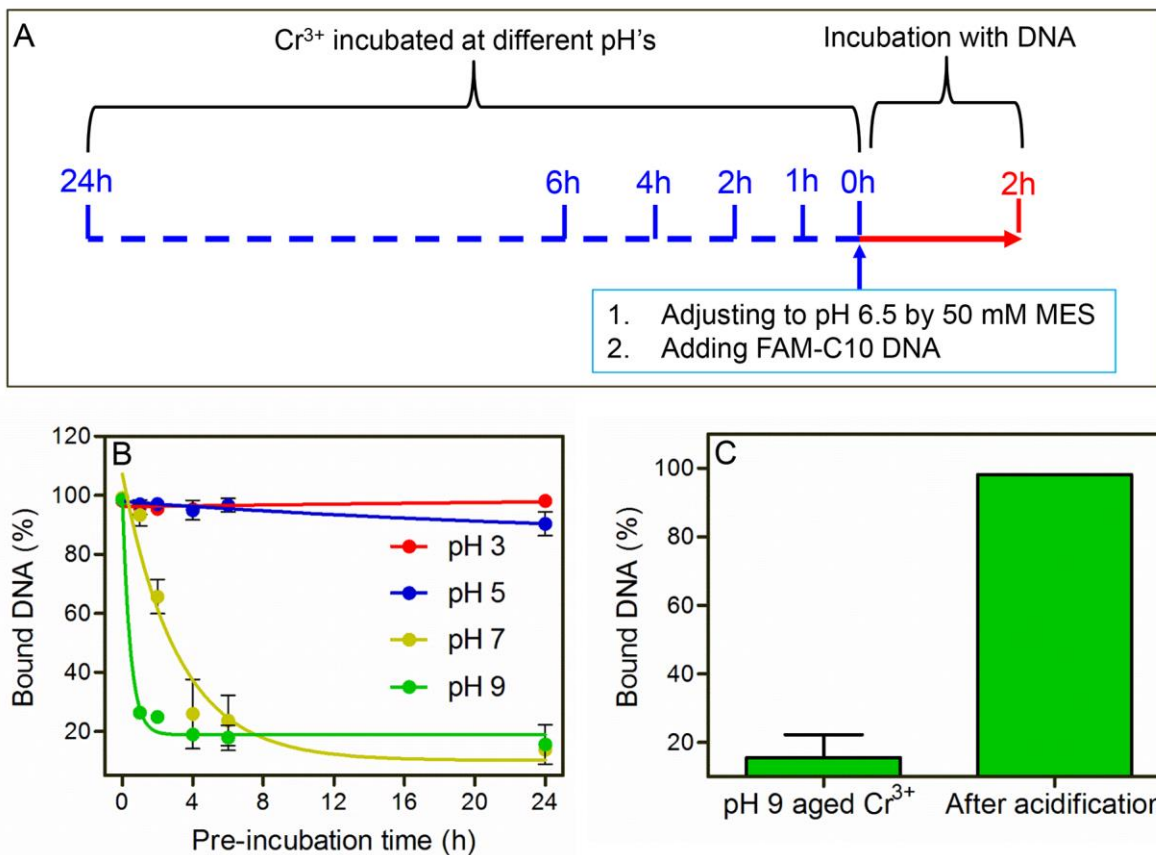 A
Cr³⁺ incubated at different pH's
Incubation with DNA
24h 6h 4h 2h 1h 0h 2h
1. Adjusting to pH 6.5 by 50 mM MES
2. Adding FAM-C10 DNA
B
Bound DNA (%)
120
100
80
60
40
20
pH 3
pH 5
pH 7
pH 9
0 4 8 12 16 20 24
Pre-incubation time (h)
C
Bound DNA (%)
100
80
60
40
20
pH 9 aged Cr³⁺ After acidification